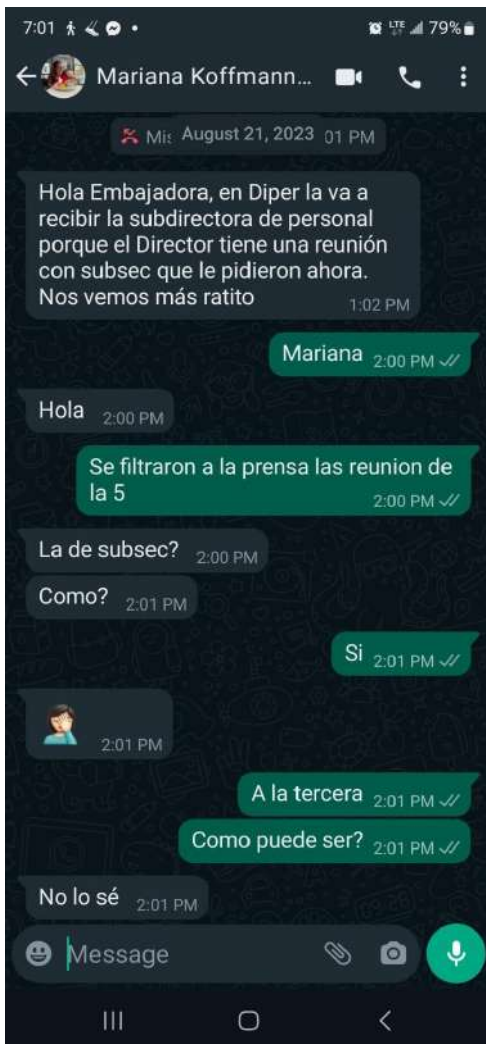 7:01
LTE 79%
Mariana Koffmann...
August 21, 2023 01 PM
Hola Embajadora, en Diper la va a
recibir la subdirectora de personal
porque el Director tiene una reunión
con subsec que le pidieron ahora.
Nos vemos más ratito
1:02 PM
Mariana 2:00 PM
Hola 2:00 PM
Se filtraron a la prensa las reunion de
la 5
2:00 PM
La de subsec? 2:00 PM
Como? 2:01 PM
Si 2:01 PM
2:01 PM
A la tercera 2:01 PM
Como puede ser? 2:01 PM
No lo sé 2:01 PM
Message